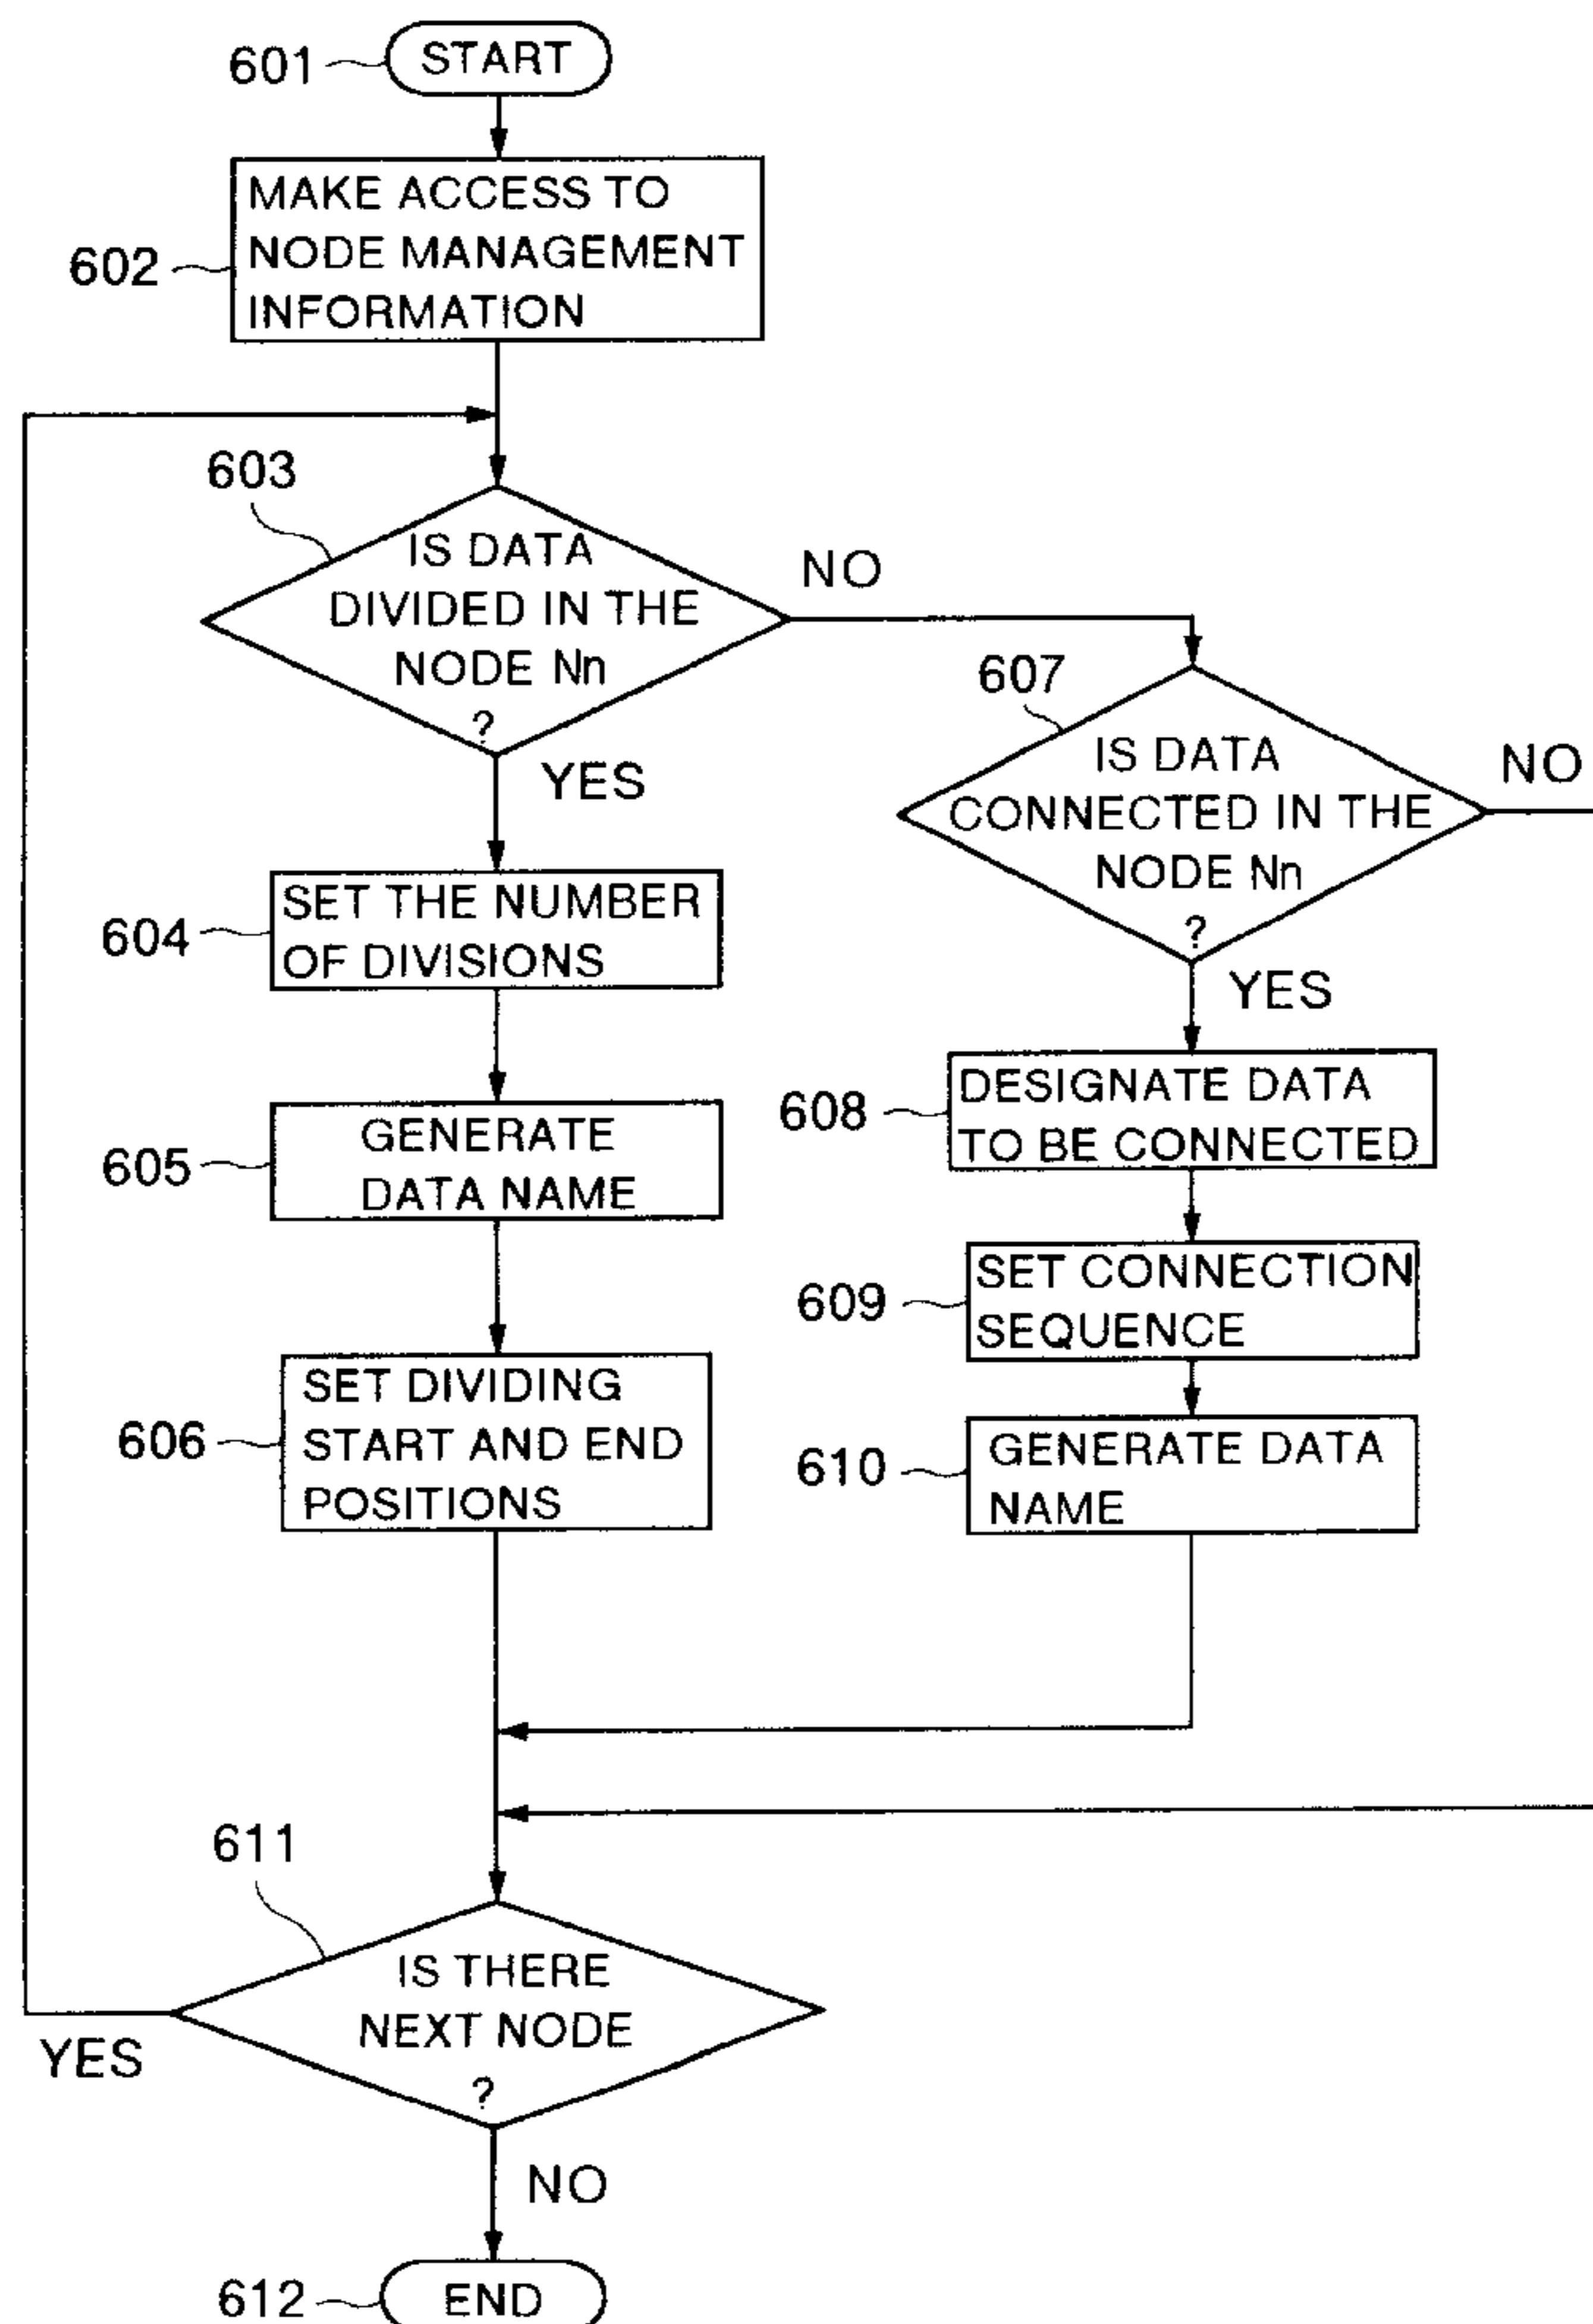 601
START
602
MAKE ACCESS TO
NODE MANAGEMENT
INFORMATION
603
IS DATA
DIVIDED IN THE
NODE Nn
?
NO
YES
604
SET THE NUMBER
OF DIVISIONS
605
GENERATE
DATA NAME
606
SET DIVIDING
START AND END
POSITIONS
607
IS DATA
CONNECTED IN THE
NODE Nn
?
NO
YES
608
DESIGNATE DATA
TO BE CONNECTED
609
SET CONNECTION
SEQUENCE
610
GENERATE DATA
NAME
611
IS THERE
NEXT NODE
?
YES
NO
612
END